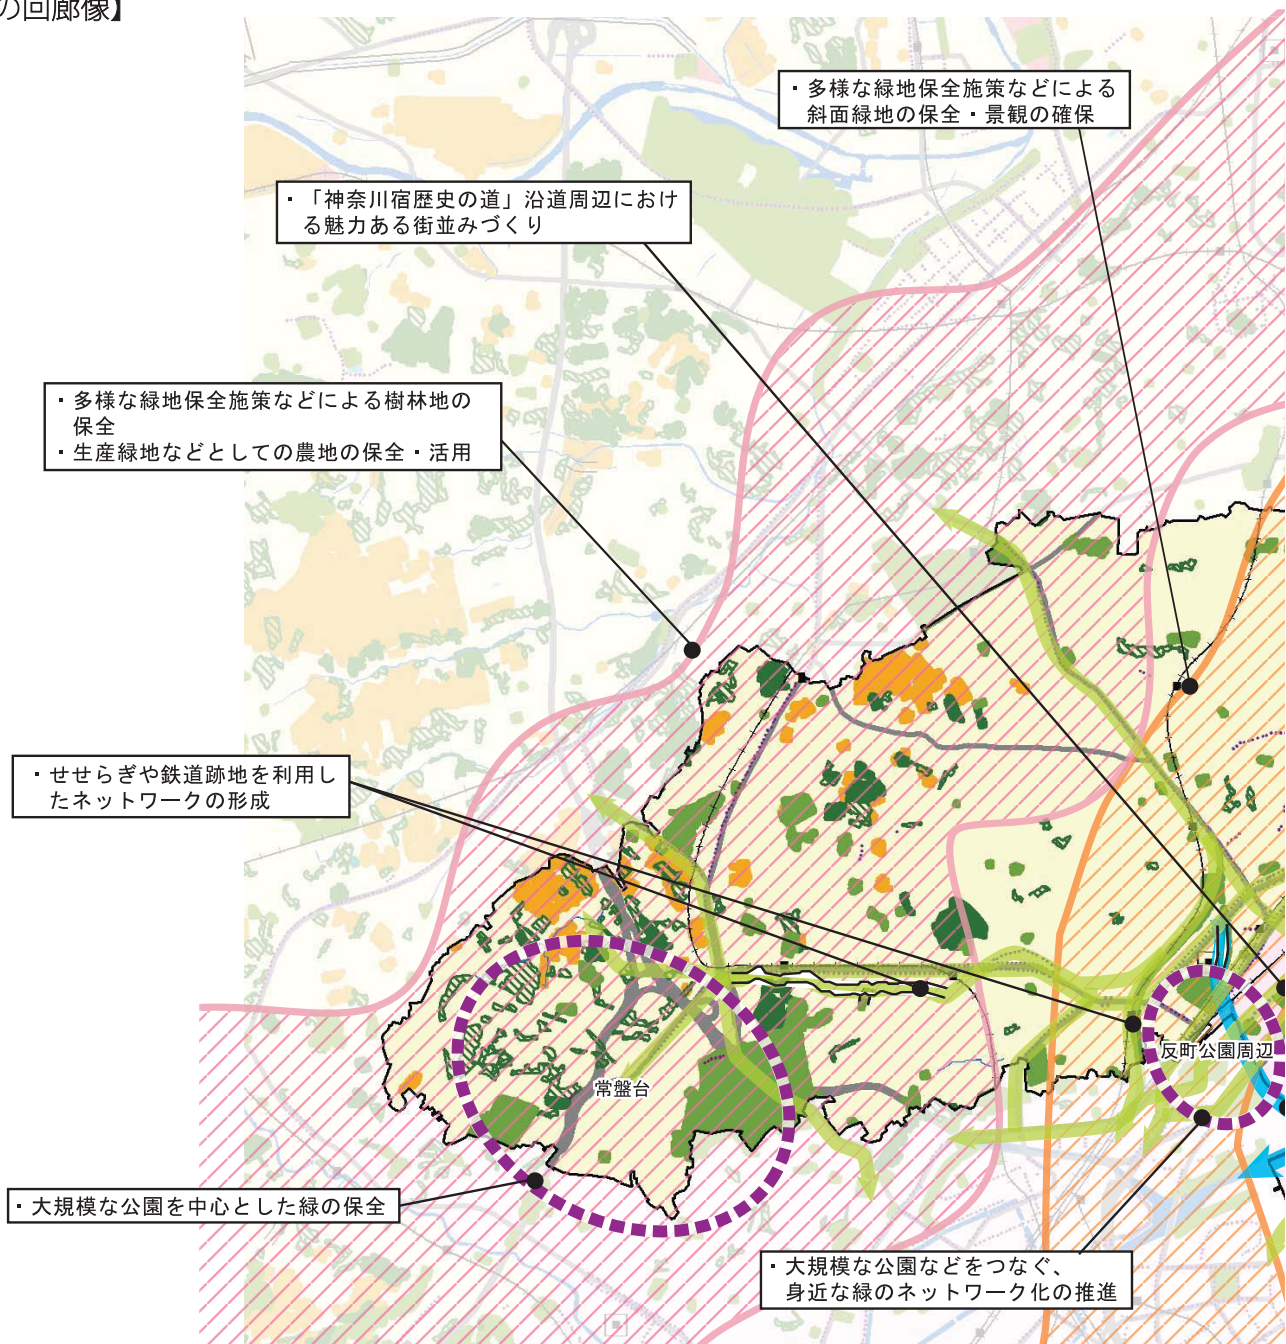 の回廊像】
・多様な緑地保全施策などによる
斜面緑地の保全・景観の確保
・「神奈川宿歴史の道」沿道周辺におけ
る魅力ある街並みづくり
・多様な緑地保全施策などによる樹林地の
保全
・生産緑地などとしての農地の保全・活用
・せせらぎや鉄道跡地を利用し
たネットワークの形成
反町公園周辺
常盤台
・大規模な公園を中心とした緑の保全
・大規模な公園などをつなぐ、
身近な緑のネットワーク化の推進